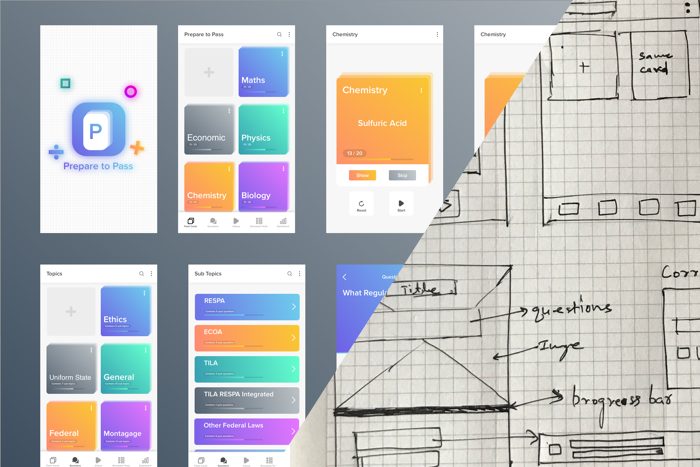 P
Prepare to Pass
Prepare to Pass
Maths
Economic
Physics
Chemistry
Biology
Chemistry
Chemistry
Sulfuric Acid
13 / 20
Show
Skip
Reset
Start
Chemistry
same
card
Topics
Ethics
Uniform State
General
Federal
Montagage
Sub Topics
RESPA
ECOA
TILA
TILA RESPA Integrated
Other Federal Laws
What Regul
Title
questions
Image
progress bar
Corr